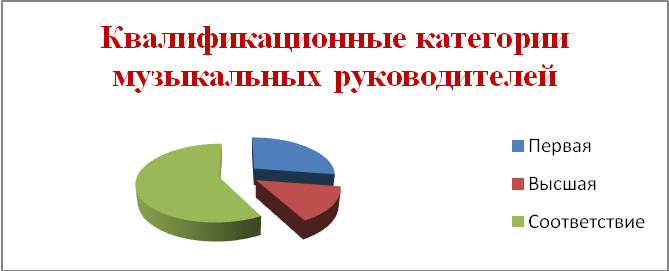 Квалификационные категории
музыкальных руководителей
Первая
Высшая
Соответствие